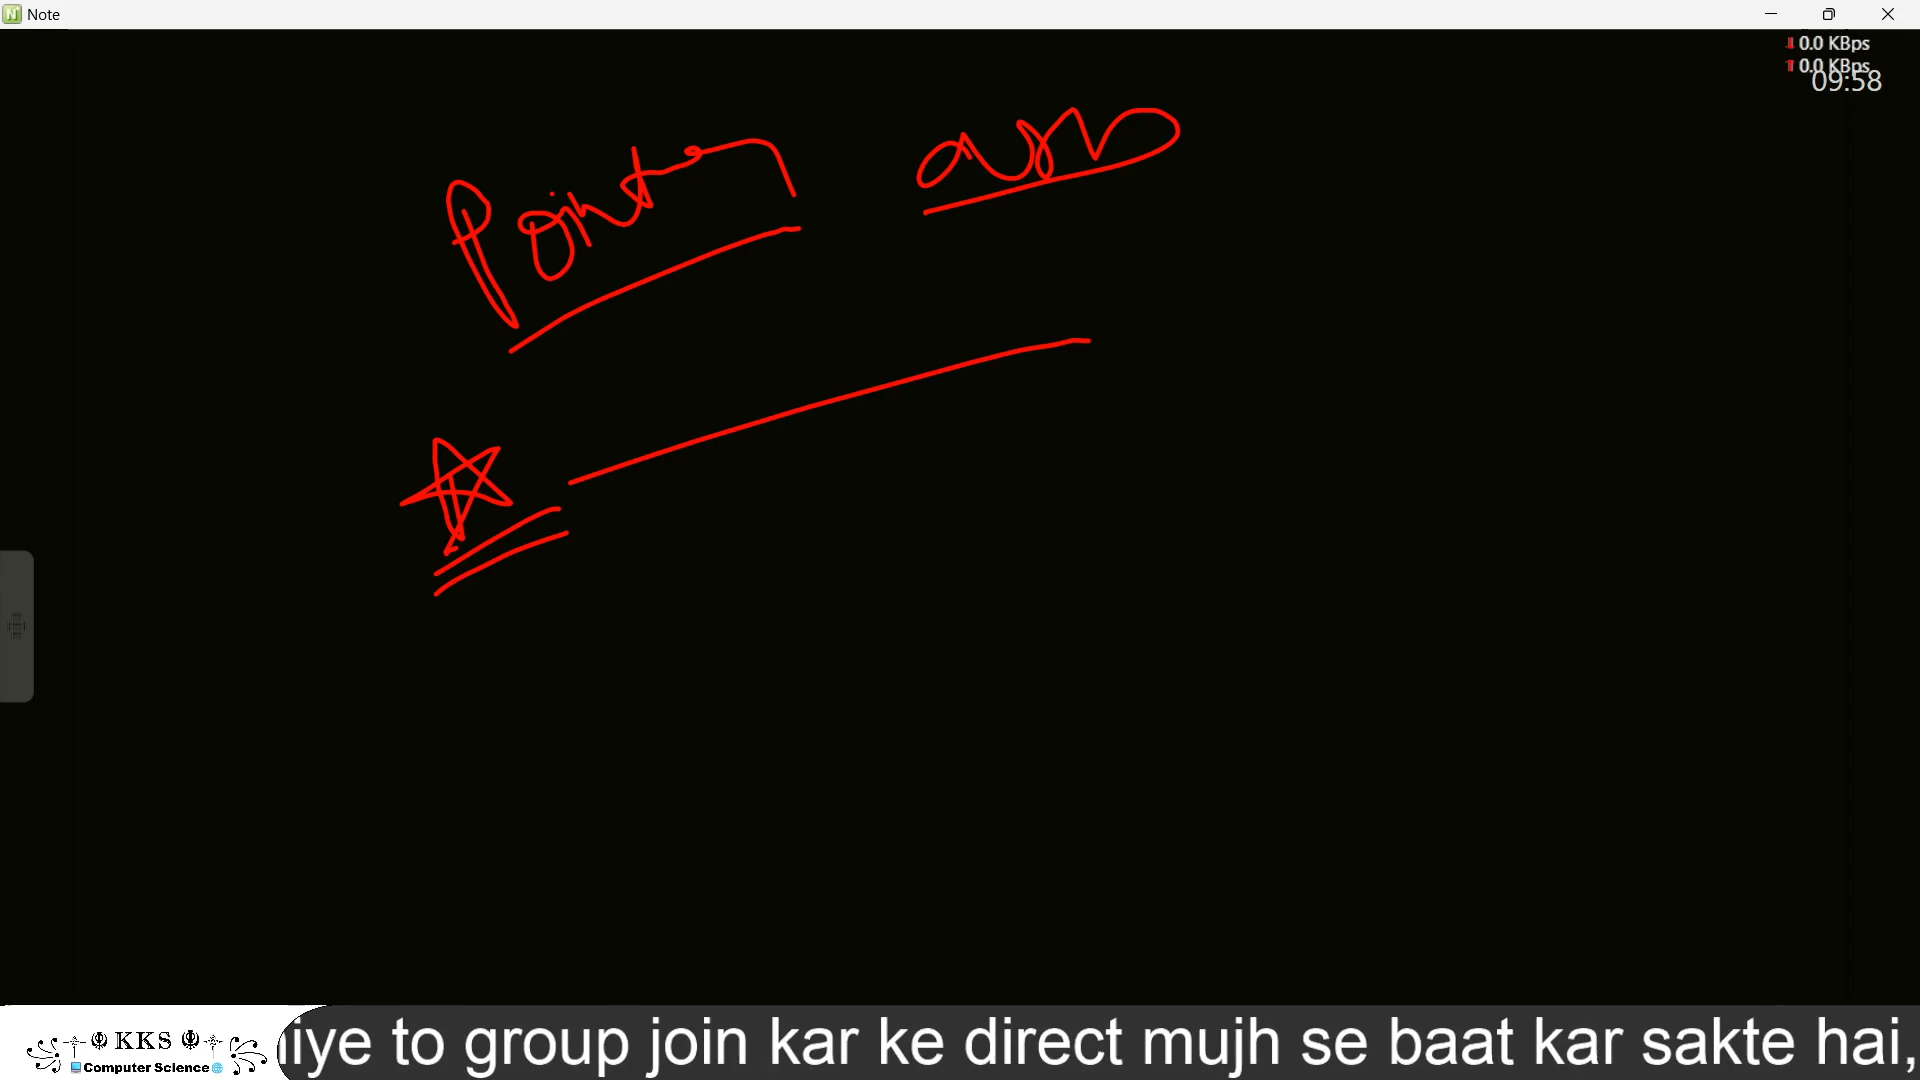 Note
0.0 KBps
0.0 KBps
09:58
Pointer
KKS
Computer Science
iye to group join kar ke direct mujh se baat kar sakte hai,